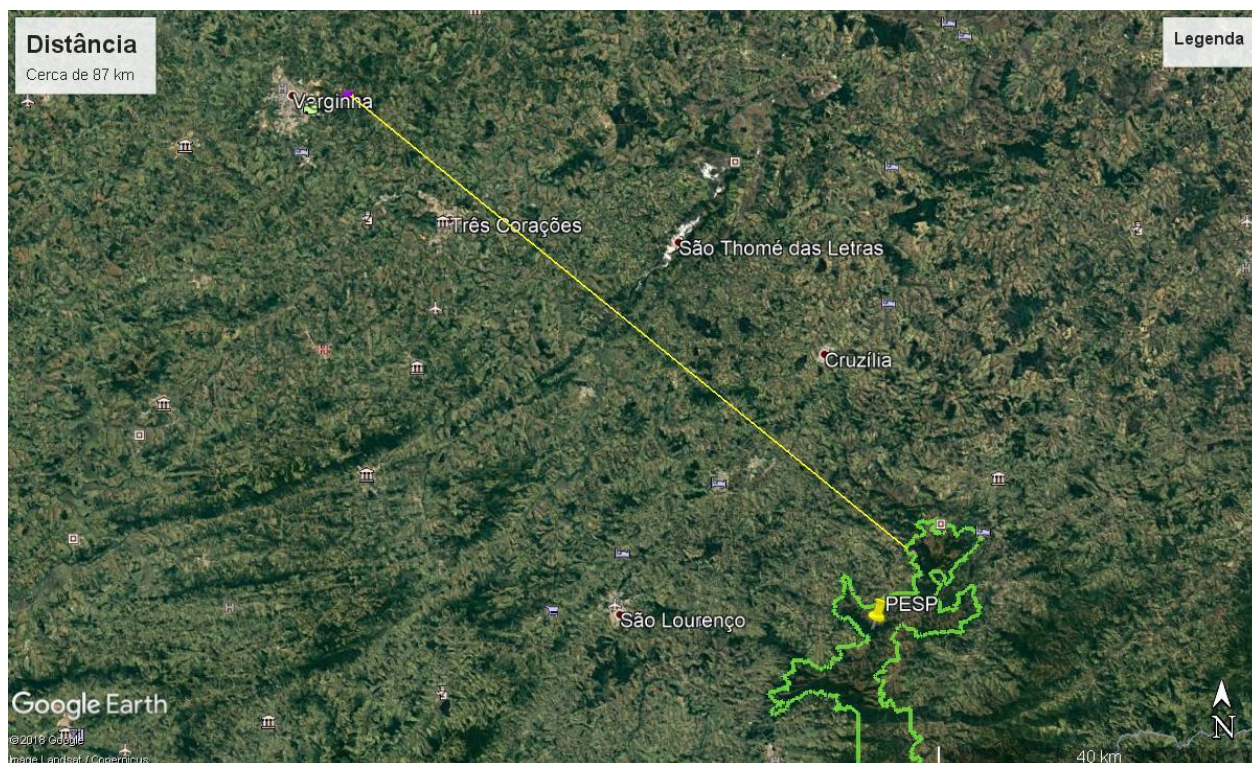 Distância
Cerca de 87 km
Legenda
Varginha
Três Corações
São Thomé das Letras
Cruzília
PESP
São Lourenço
Google Earth
N
© 2018 Google
Image Landsat / Copernicus
40 km